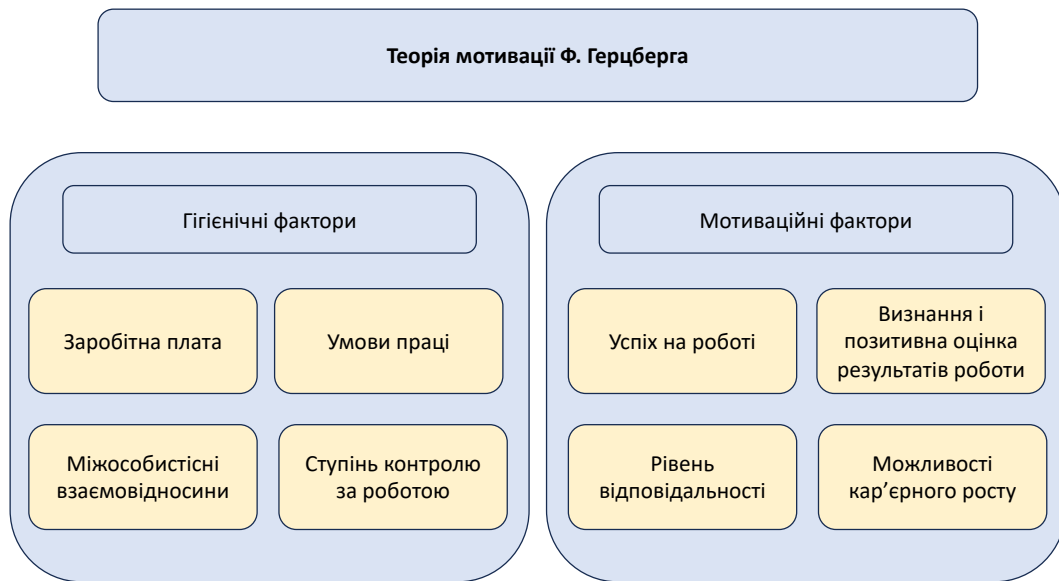 Теорія мотивації Ф. Герцберга
Гігієнічні фактори
Заробітна плата
Умови праці
Міжособистісні
взаємовідносини
Ступінь контролю
за роботою
Мотиваційні фактори
Успіх на роботі
Визнання і
позитивна оцінка
результатів роботи
Рівень
відповідальності
Можливості
кар’єрного росту